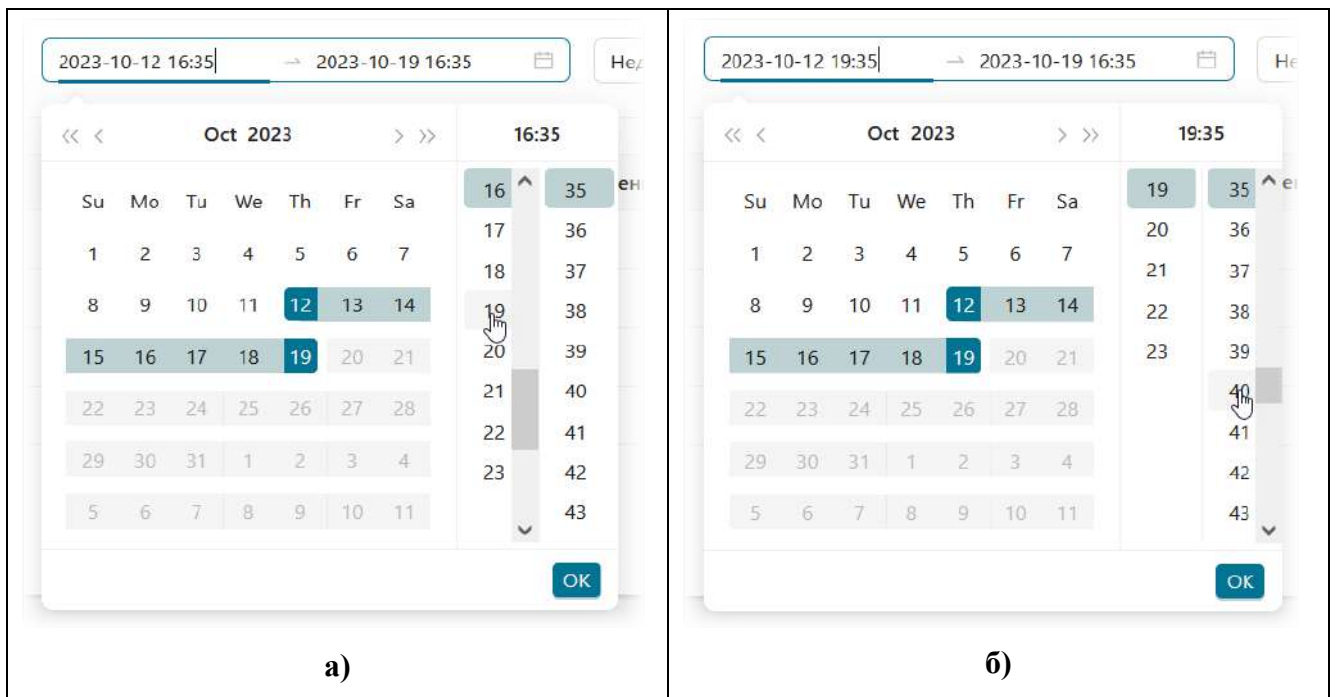 2023-10-12 16:35 → 2023-10-19 16:35
Нед
« < Oct 2023 > »
16:35
Su Mo Tu We Th Fr Sa
1 2 3 4 5 6 7
8 9 10 11 12 13 14
15 16 17 18 19 20 21
22 23 24 25 26 27 28
29 30 31 1 2 3 4
5 6 7 8 9 10 11
16 35
17 36
18 37
19 38
20 39
21 40
22 41
23 42
43
ен
OK
а)
2023-10-12 19:35 → 2023-10-19 16:35
Не
« < Oct 2023 > »
19:35
Su Mo Tu We Th Fr Sa
1 2 3 4 5 6 7
8 9 10 11 12 13 14
15 16 17 18 19 20 21
22 23 24 25 26 27 28
29 30 31 1 2 3 4
5 6 7 8 9 10 11
19 35
20 36
21 37
22 38
23 39
40
41
42
43
OK
б)